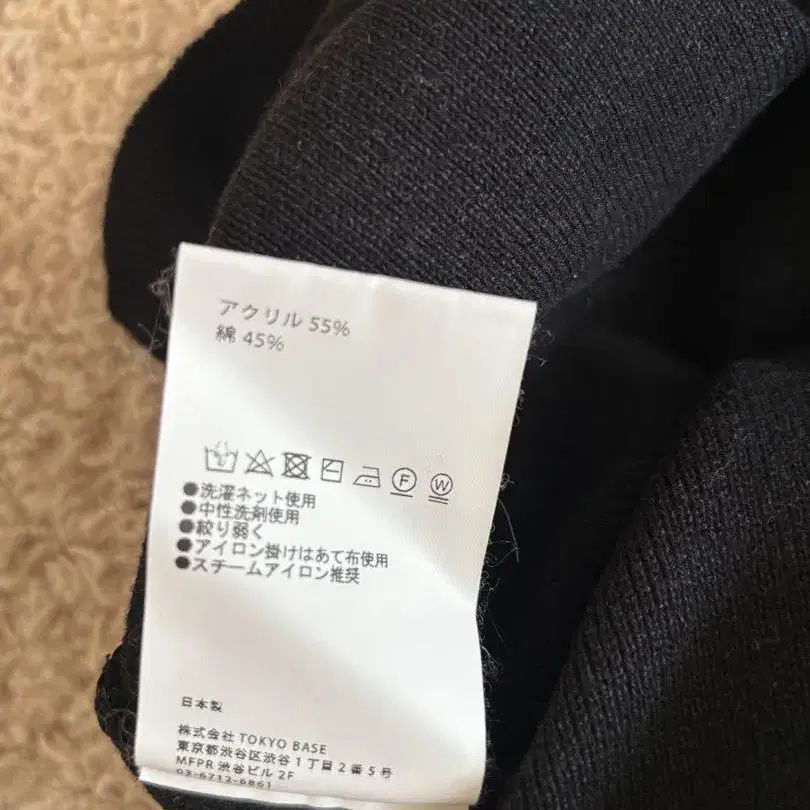 アクリル 55%
綿 45%
F W
●洗濯ネット使用
●中性洗剤使用
●絞り弱く
●アイロン掛けはあて布使用
●スチームアイロン推奨
日本製
株式会社 TOKYO BASE
東京都渋谷区渋谷1丁目2番5号
MFPR 渋谷ビル 2F
03-6712-6861